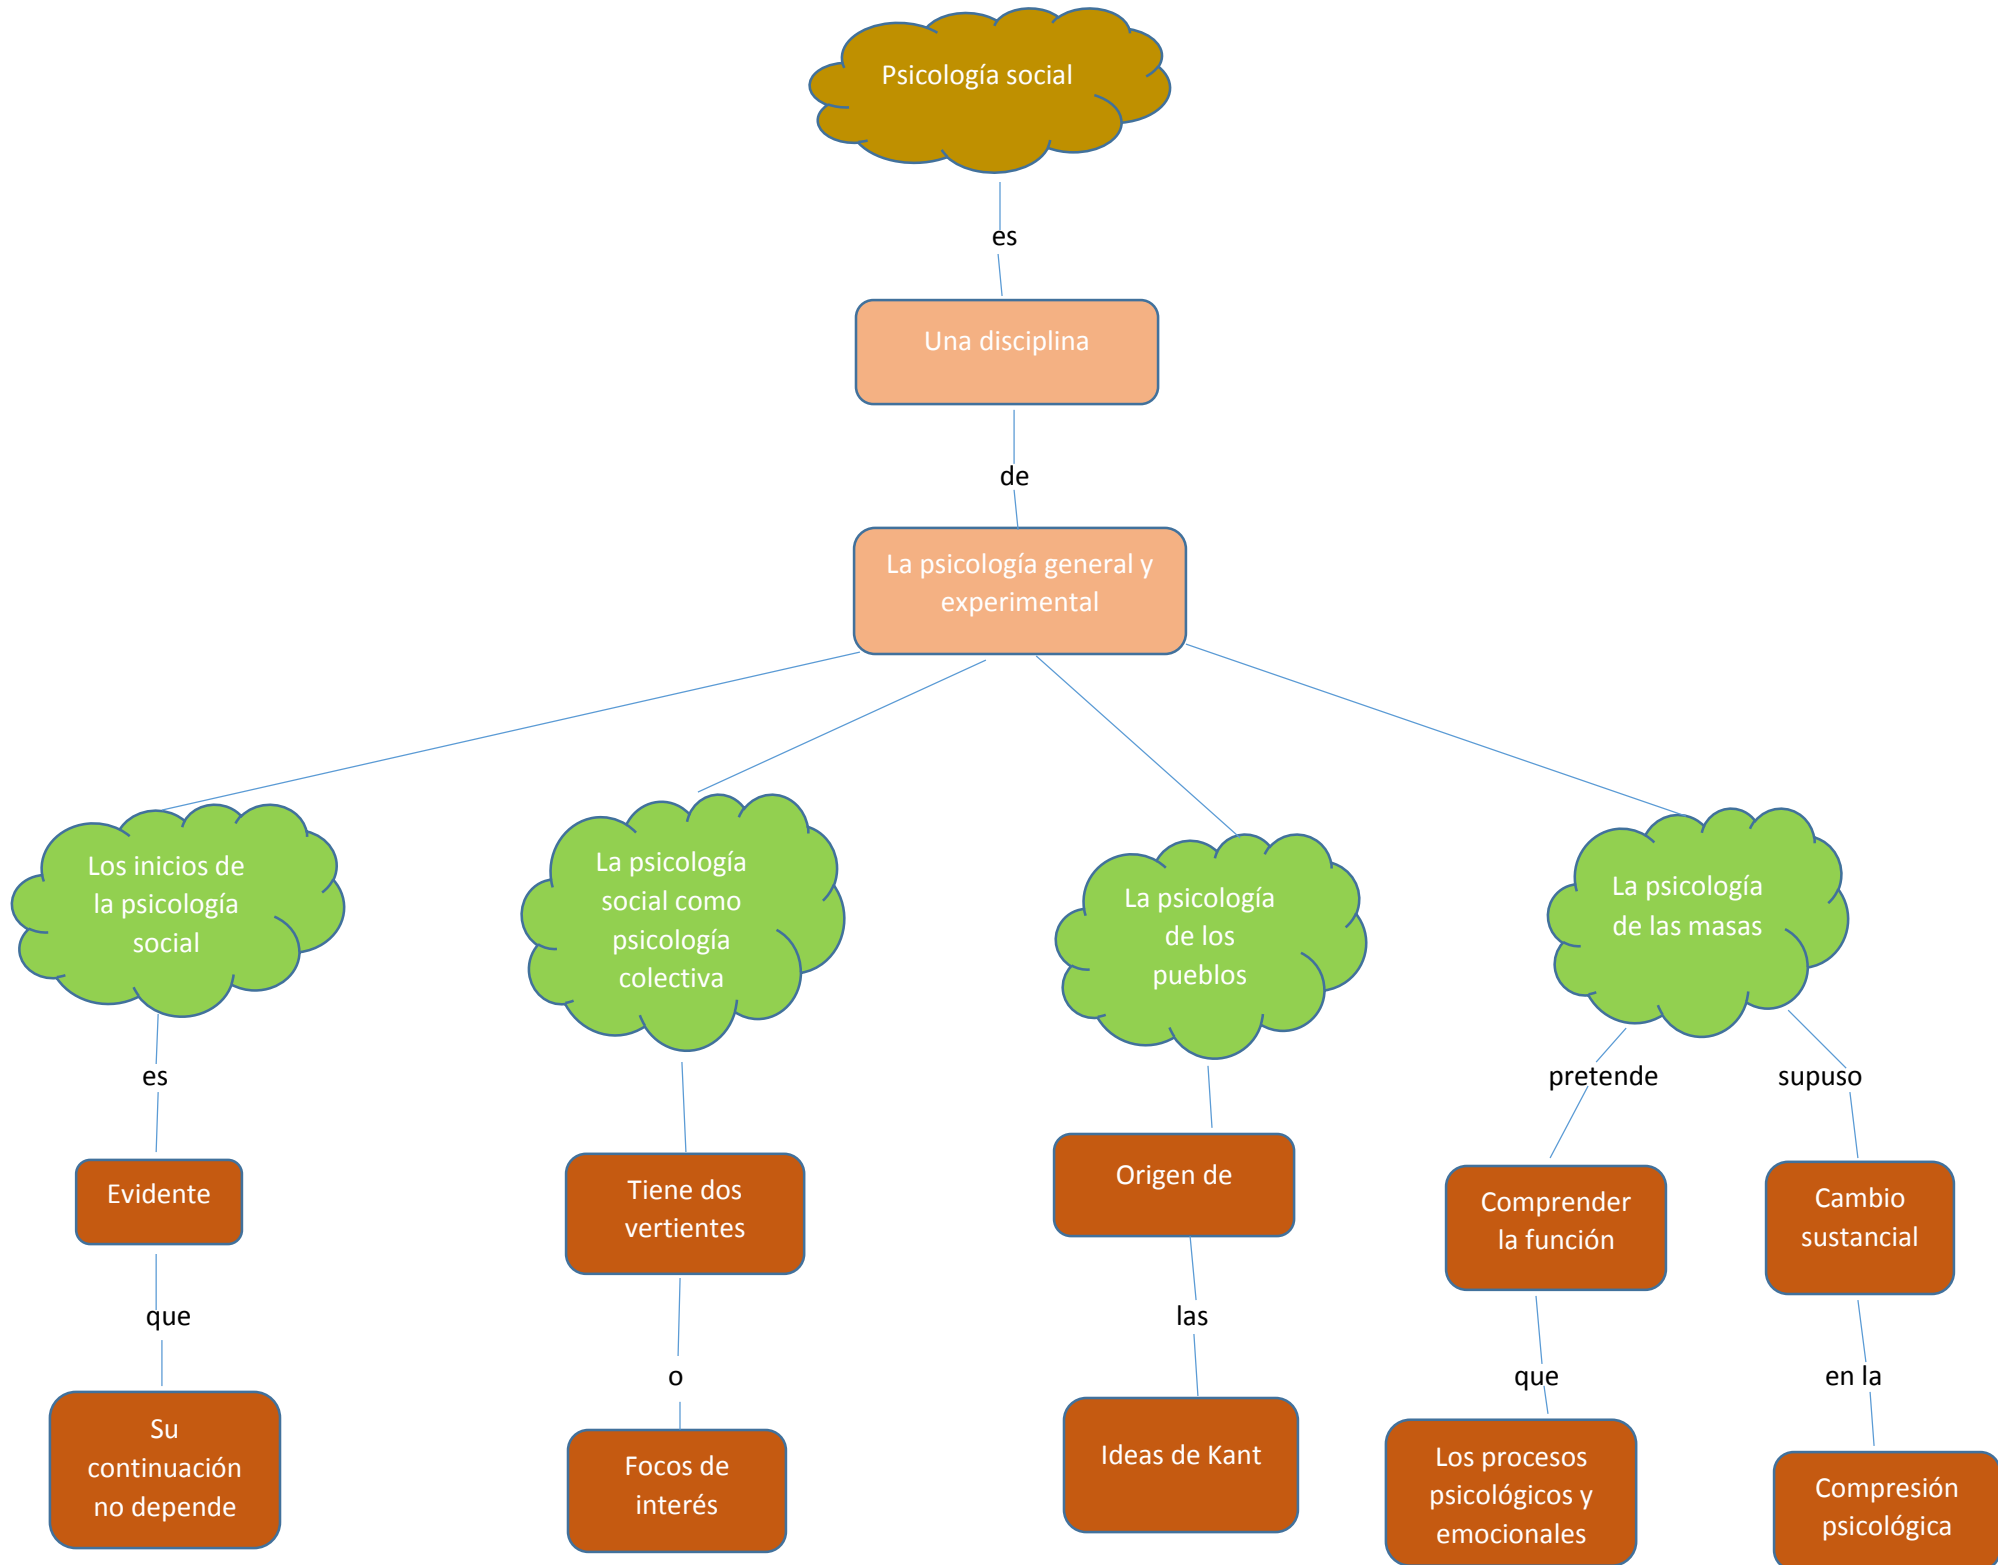 Psicología social
es
Una disciplina
de
La psicología general y
experimental
Los inicios de
la psicología
social
es
Evidente
que
Su
continuación
no depende
La psicología
social como
psicología
colectiva
Tiene dos
vertientes
o
Focos de
interés
La psicología
de los
pueblos
Origen de
las
Ideas de Kant
La psicología
de las masas
pretende
Comprender
la función
que
Los procesos
psicológicos y
emocionales
supuso
Cambio
sustancial
en la
Compresión
psicológica